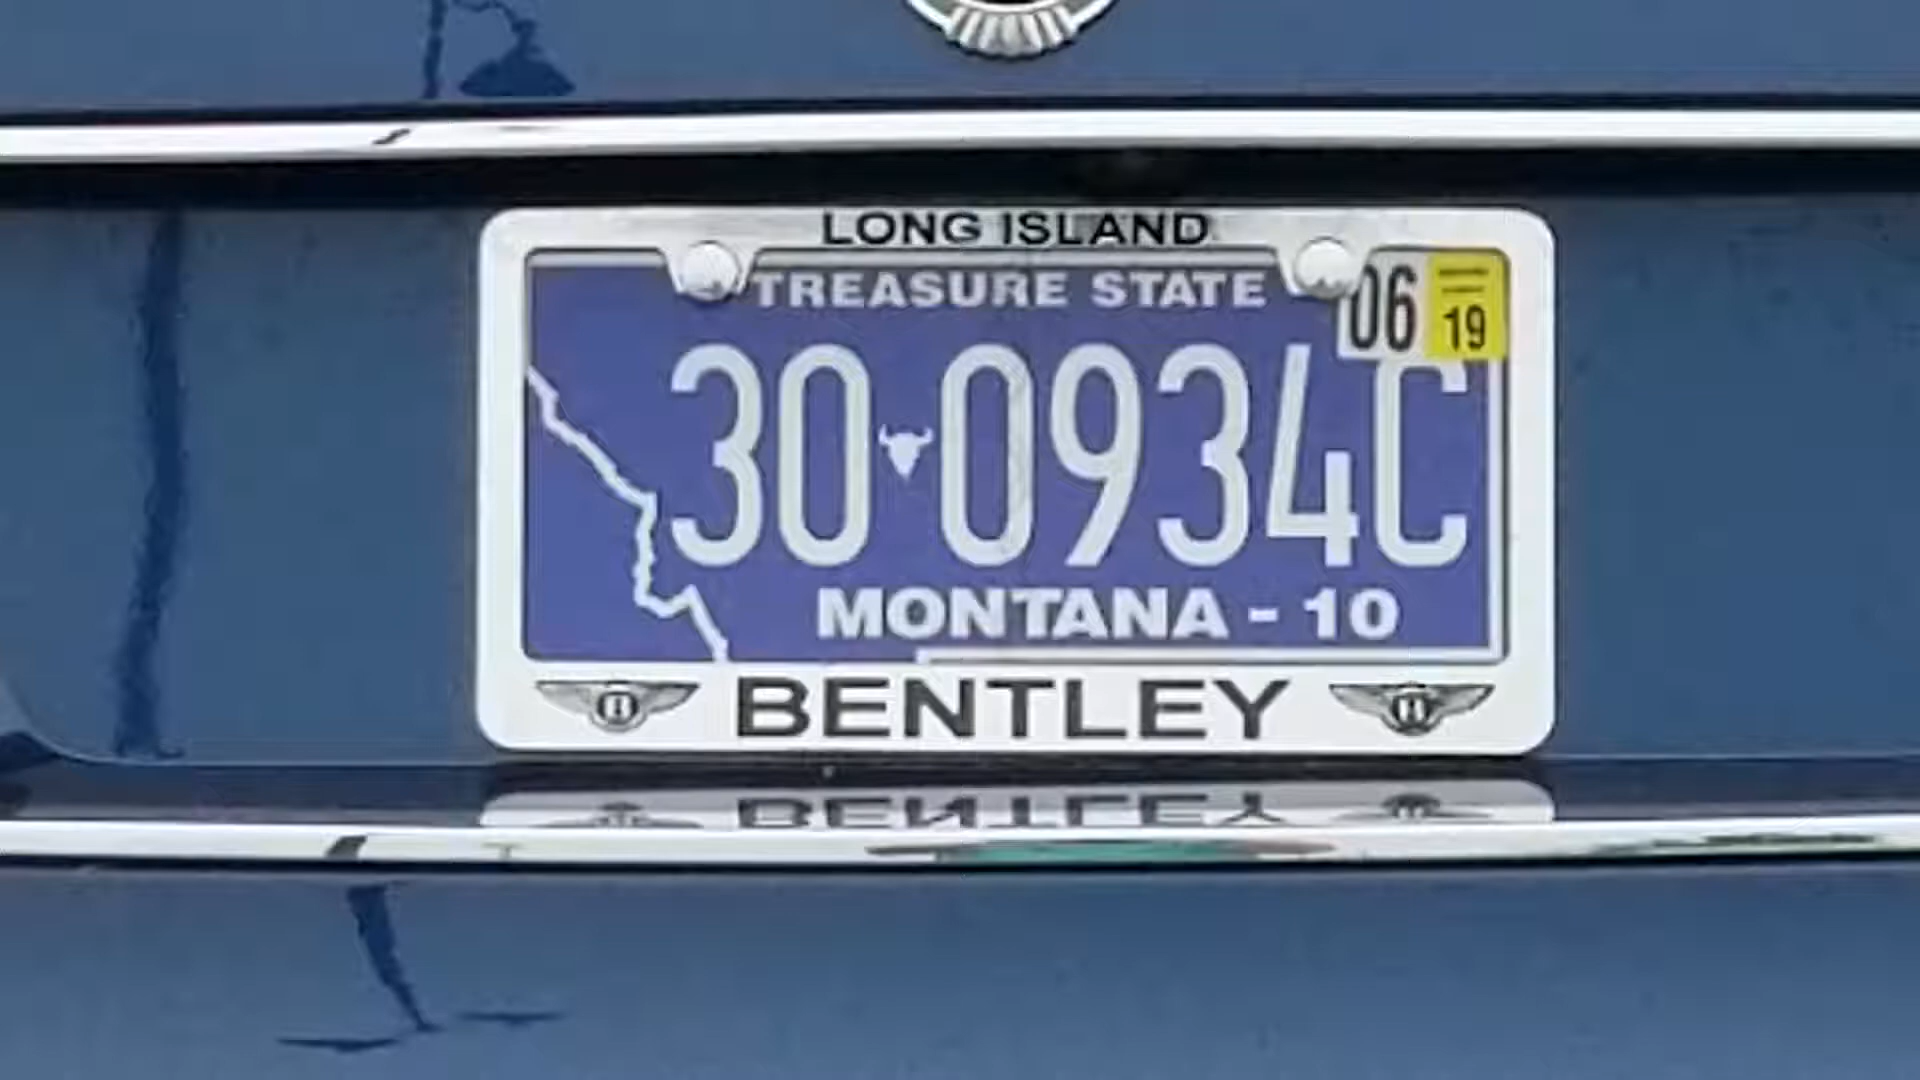 LONG ISLAND
TREASURE STATE
06 19
30 0934C
MONTANA - 10
BENTLEY